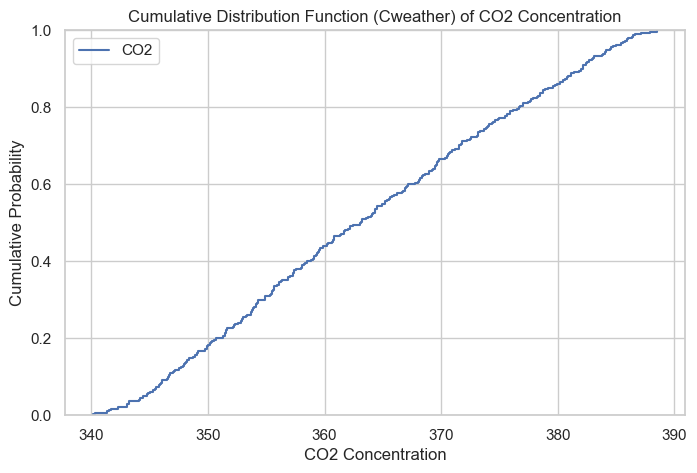 Cumulative Distribution Function (Cweather) of CO2 Concentration
1.0
CO2
0.8
0.6
0.4
0.2
0.0
Cumulative Probability
340 350 360 370 380 390
CO2 Concentration